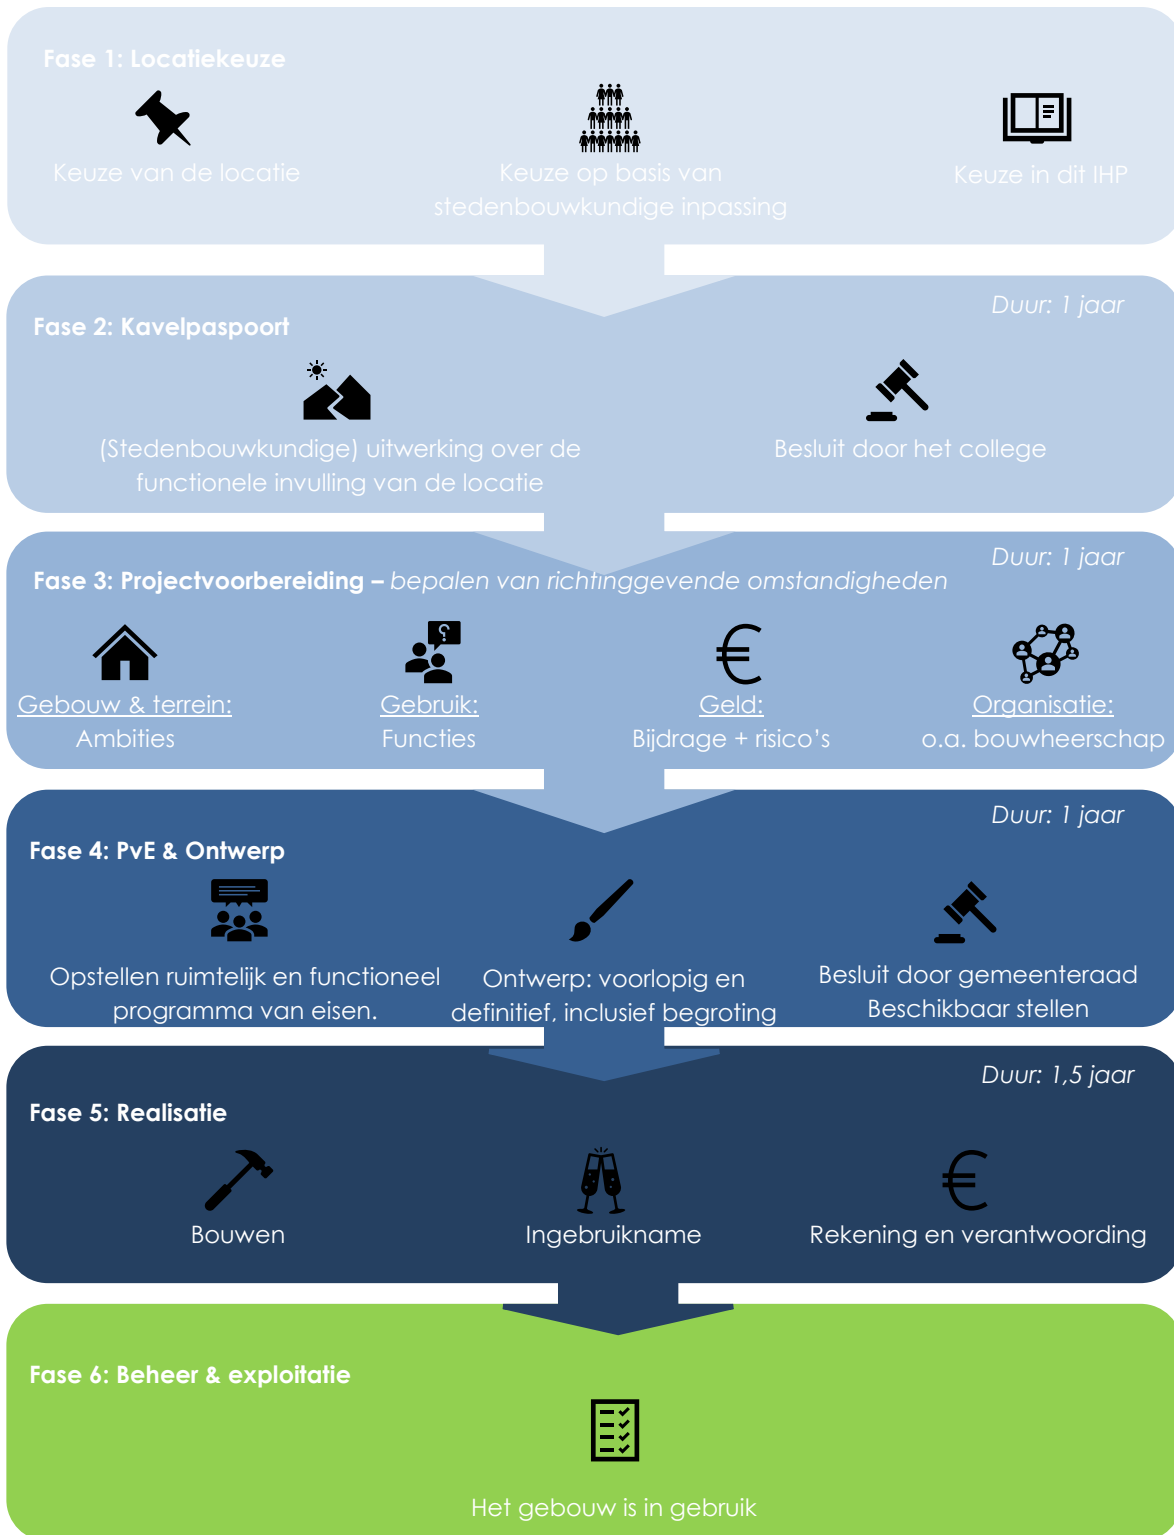 Fase 1: Locatiekeuze
Keuze van de locatie
Keuze op basis van
stedenbouwkundige inpassing
Keuze in dit IHP
Duur: 1 jaar
Fase 2: Kavelpaspoort
(Stedenbouwkundige) uitwerking over de
functionele invulling van de locatie
Besluit door het college
Duur: 1 jaar
Fase 3: Projectvoorbereiding – bepalen van richtinggevende omstandigheden
Gebouw & terrein:
Ambities
Gebruik:
Functies
Geld:
Bijdrage + risico’s
Organisatie:
o.a. bouwheerschap
Duur: 1 jaar
Fase 4: PvE & Ontwerp
Opstellen ruimtelijk en functioneel
programma van eisen.
Ontwerp: voorlopig en
definitief, inclusief begroting
Besluit door gemeenteraad
Beschikbaar stellen
Duur: 1,5 jaar
Fase 5: Realisatie
Bouwen
Ingebruikname
Rekening en verantwoording
Fase 6: Beheer & exploitatie
Het gebouw is in gebruik